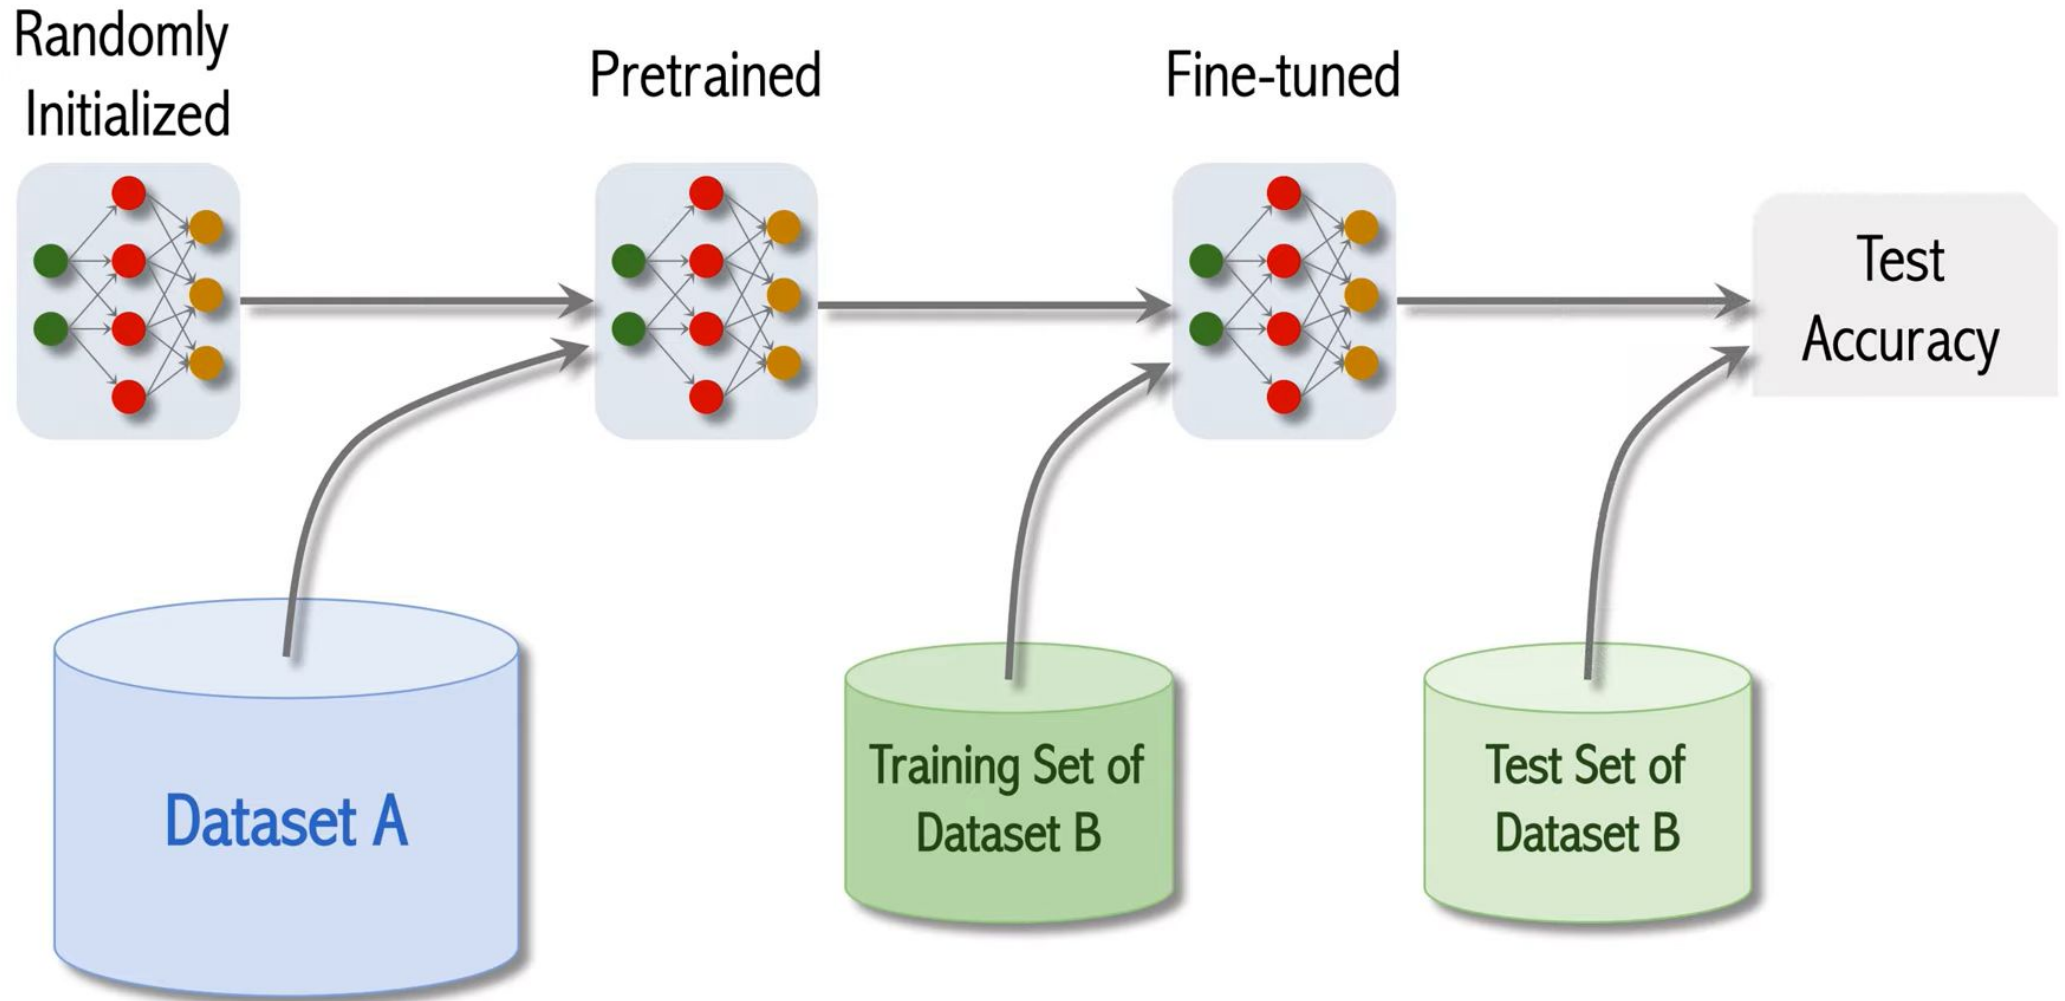 Randomly
Initialized
Pretrained
Fine-tuned
Test
Accuracy
Dataset A
Training Set of
Dataset B
Test Set of
Dataset B